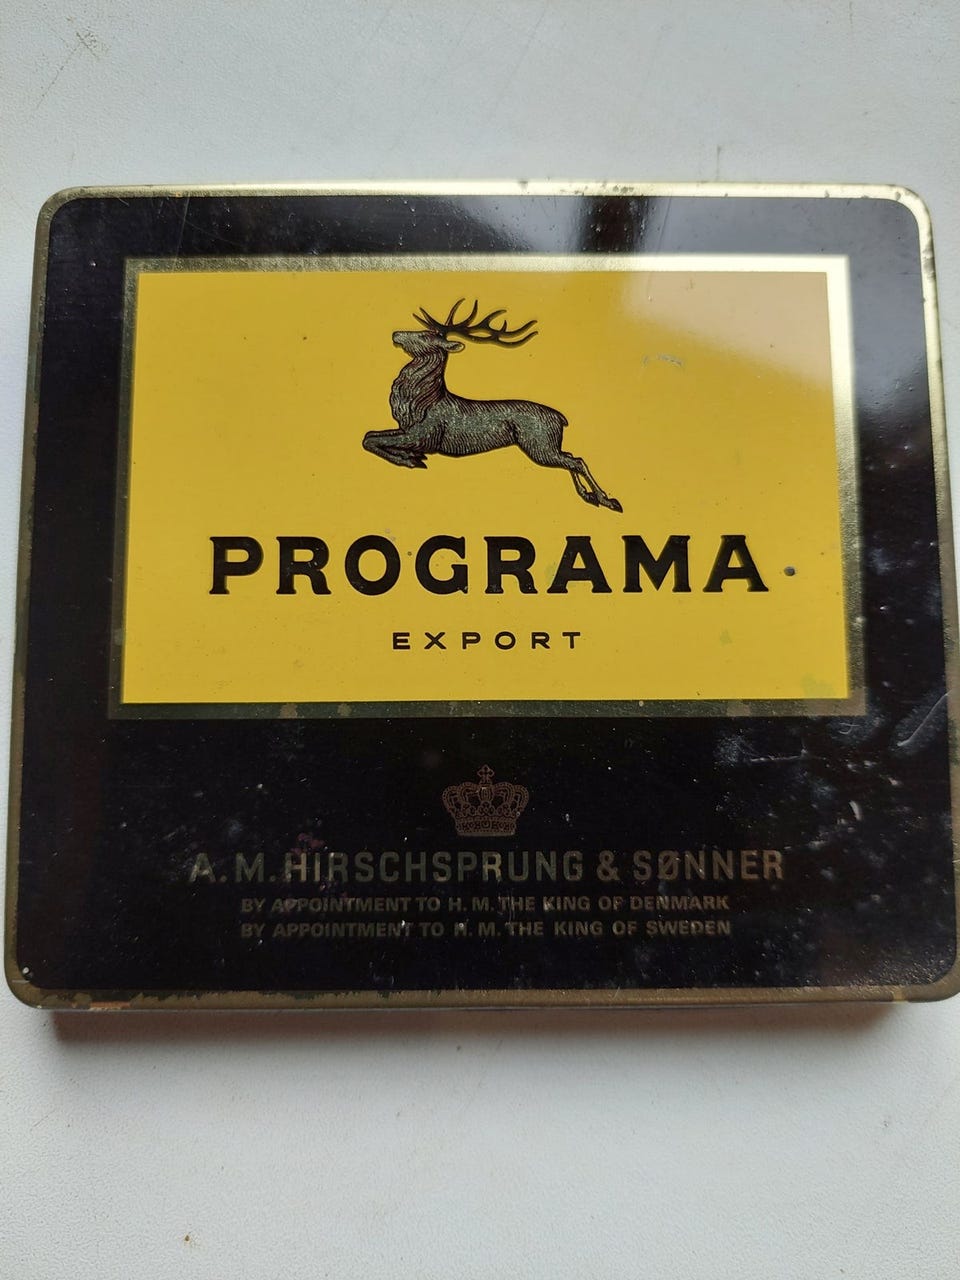 PROGRAMA
EXPORT
A.M. HIRSCHSPRUNG & SØNNER
BY APPOINTMENT TO H. M. THE KING OF DENMARK
BY APPOINTMENT TO H. M. THE KING OF SWEDEN